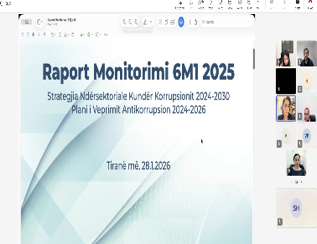 Raport Monitorimi 6M1 2025
Strategjia Ndërsektoriale Kundër Korrupsionit 2024-2030
Plani i Veprimit Antikorrupsion 2024-2026
Tiranë më, 28.1.2026
SH